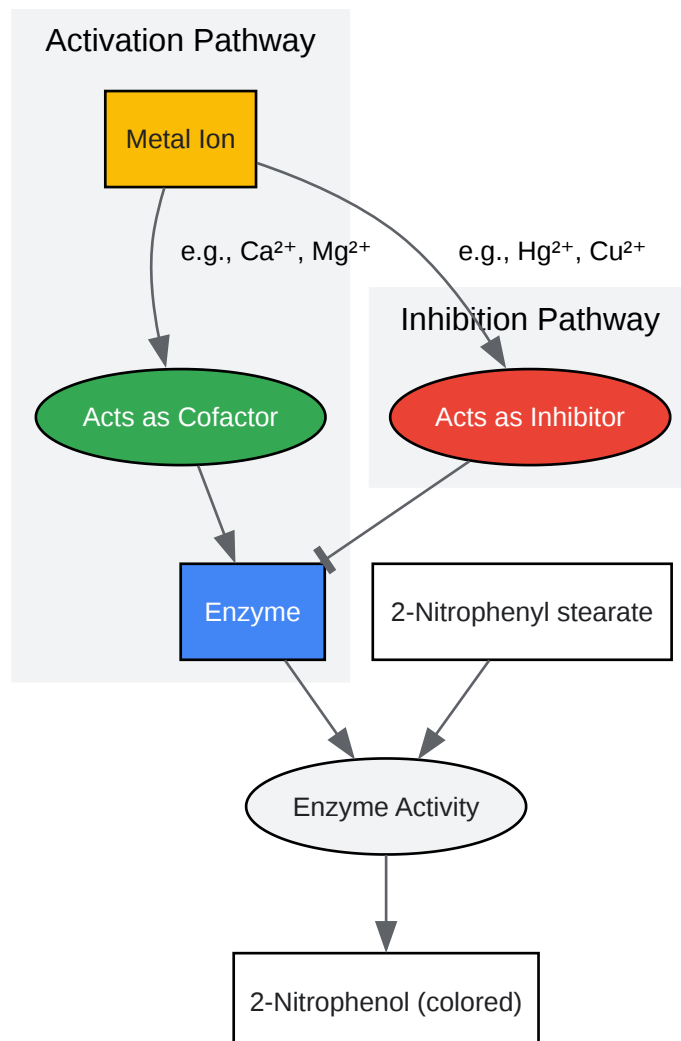 Activation Pathway
Metal Ion
e.g., Ca²⁺, Mg²⁺
e.g., Hg²⁺, Cu²⁺
Inhibition Pathway
Acts as Cofactor
Acts as Inhibitor
Enzyme
2-Nitrophenyl stearate
Enzyme Activity
2-Nitrophenol (colored)